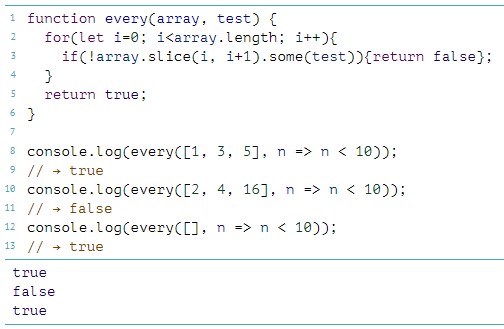 1 function every(array, test) {
2   for(let i=0; i<array.length; i++){
3     if(!array.slice(i, i+1).some(test)){return false};
4   }
5   return true;
6 }
7
8 console.log(every([1, 3, 5], n => n < 10));
9 // → true
10 console.log(every([2, 4, 16], n => n < 10));
11 // → false
12 console.log(every([], n => n < 10));
13 // → true
true
false
true